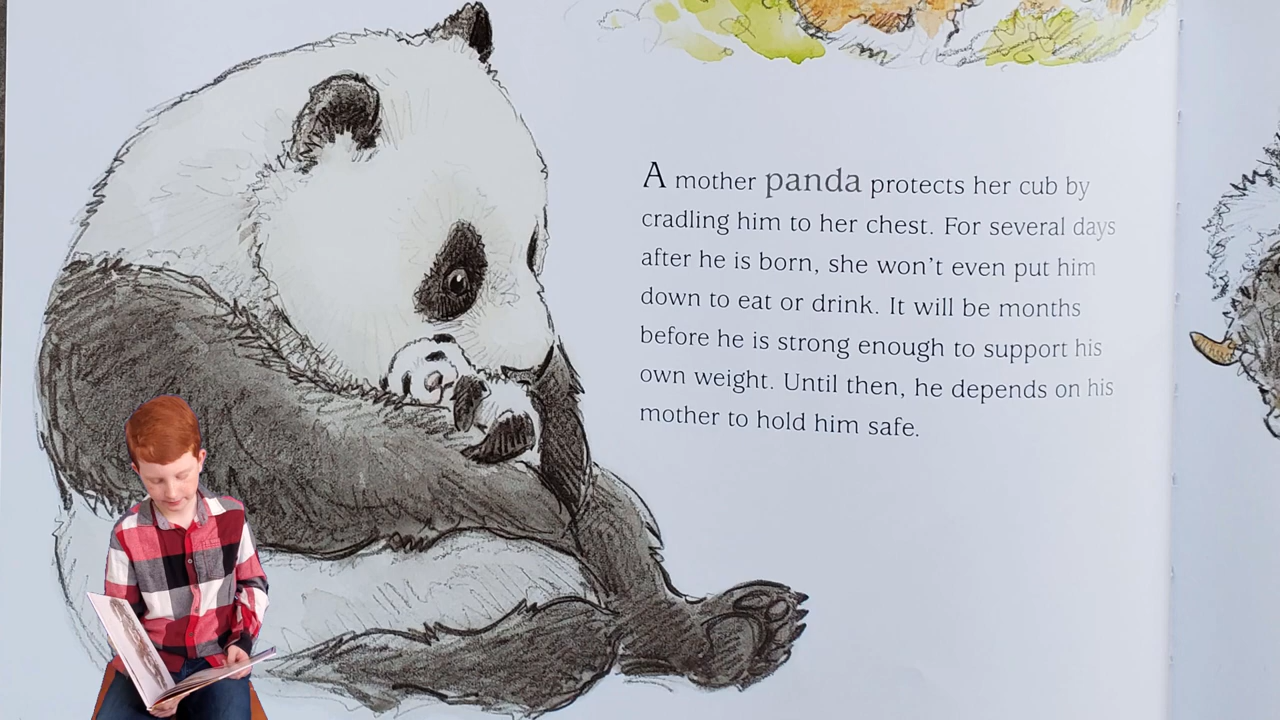 A mother panda protects her cub by
cradling him to her chest. For several days
after he is born, she won't even put him
down to eat or drink. It will be months
before he is strong enough to support his
own weight. Until then, he depends on his
mother to hold him safe.